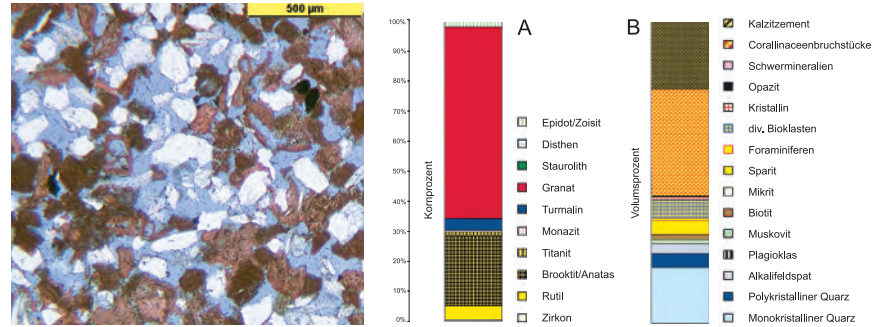 500 µm
A
B
Kornprozent
100%
90%
80%
70%
60%
50%
40%
30%
20%
10%
0%
Epidot/Zoisit
Disthen
Staurolith
Granat
Turmalin
Monazit
Titanit
Brooktit/Anatas
Rutil
Zirkon
Volumsprozent
Kalzitzement
Corallinaceenbruchstücke
Schwermineralien
Opazit
Kristallin
div. Bioklasten
Foraminiferen
Sparit
Mikrit
Biotit
Muskovit
Plagioklas
Alkalifeldspat
Polykristalliner Quarz
Monokristalliner Quarz